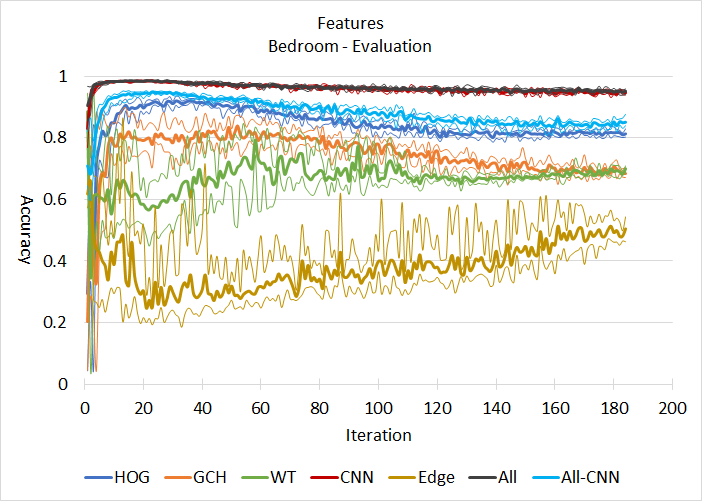 Features
Bedroom - Evaluation
1
0.8
0.6
0.4
0.2
0
Accuracy
0 20 40 60 80 100 120 140 160 180 200
Iteration
HOG GCH WT CNN Edge All All-CNN